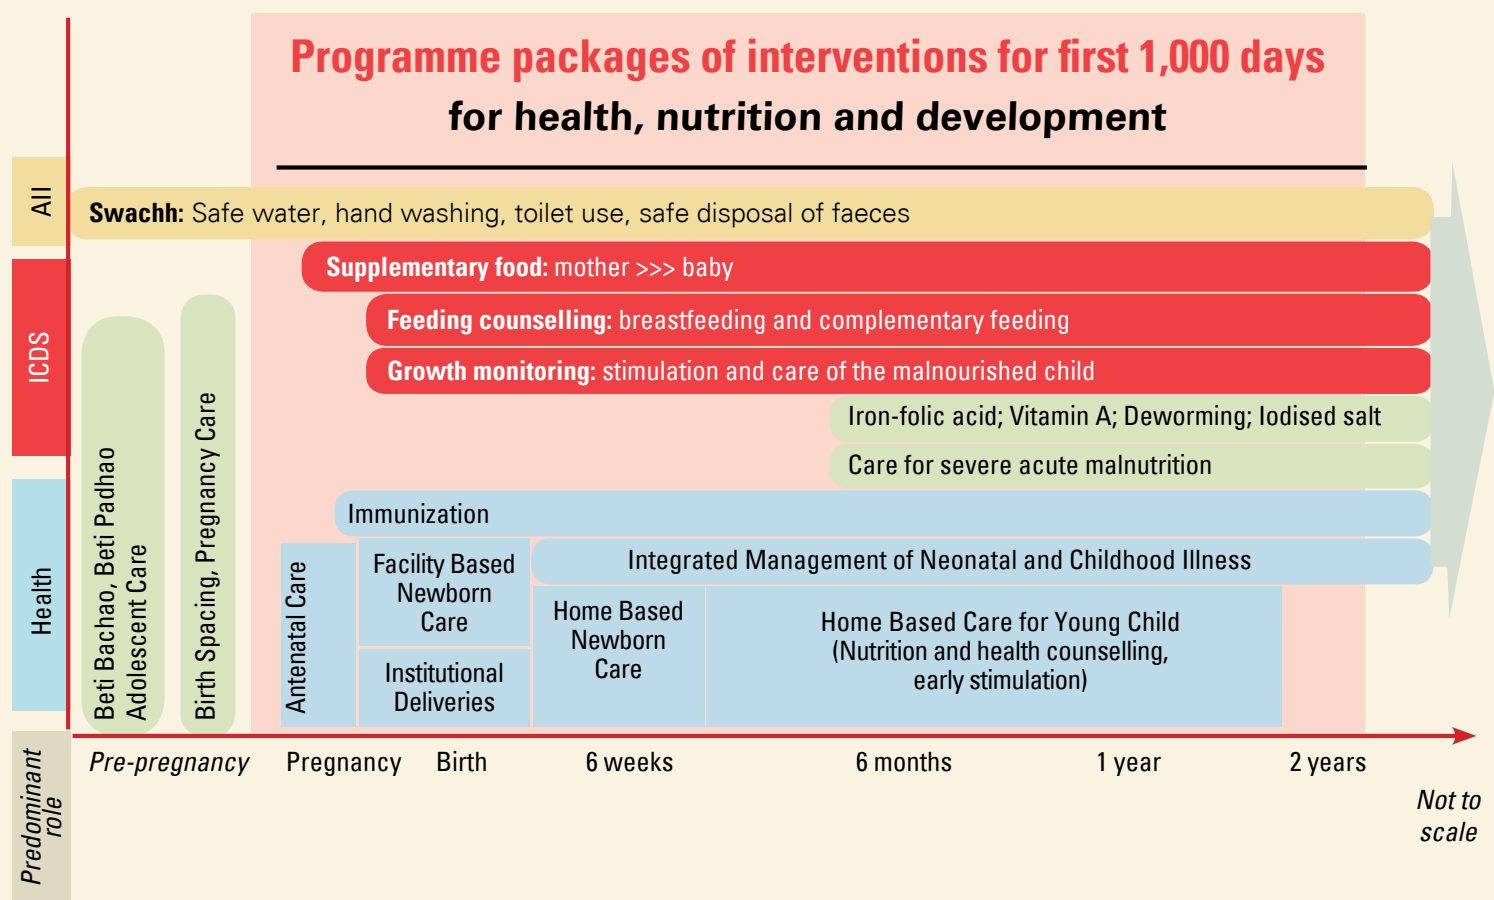 Programme packages of interventions for first 1,000 days
for health, nutrition and development
All
Swachh: Safe water, hand washing, toilet use, safe disposal of faeces
ICDS
Supplementary food: mother >>> baby
Feeding counselling: breastfeeding and complementary feeding
Growth monitoring: stimulation and care of the malnourished child
Iron-folic acid; Vitamin A; Deworming; Iodised salt
Care for severe acute malnutrition
Health
Beti Bachao, Beti Padhao
Adolescent Care
Birth Spacing, Pregnancy Care
Immunization
Antenatal Care
Facility Based
Newborn
Care
Institutional
Deliveries
Integrated Management of Neonatal and Childhood Illness
Home Based
Newborn
Care
Home Based Care for Young Child
(Nutrition and health counselling,
early stimulation)
Predominant
role
Pre-pregnancy
Pregnancy
Birth
6 weeks
6 months
1 year
2 years
Not to
scale